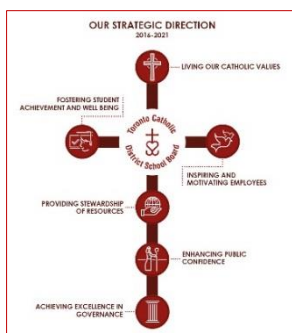 OUR STRATEGIC DIRECTION
2016-2021
LIVING OUR CATHOLIC VALUES
FOSTERING STUDENT
ACHIEVEMENT AND WELL BEING
Toronto Catholic
District School Board
INSPIRING AND
MOTIVATING EMPLOYEES
PROVIDING STEWARDSHIP
OF RESOURCES
ENHANCING PUBLIC
CONFIDENCE
ACHIEVING EXCELLENCE IN
GOVERNANCE